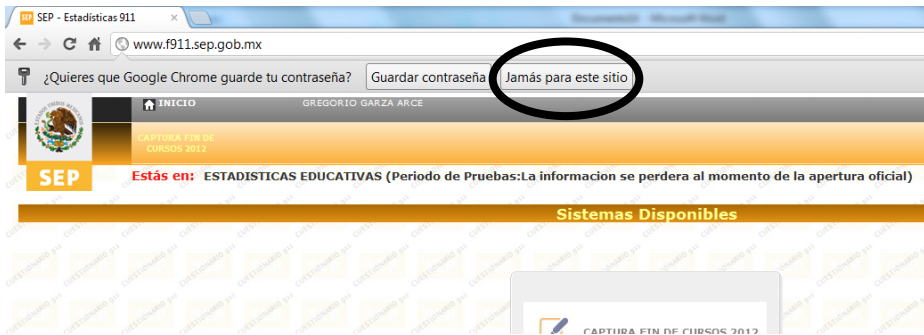 SEP SEP - Estadísticas 911
www.f911.sep.gob.mx
¿Quieres que Google Chrome guarde tu contraseña? Guardar contraseña Jamás para este sitio
INICIO GREGORIO GARZA ARCE
CAPTURA FIN DE
CURSOS 2012
SEP
Estás en: ESTADISTICAS EDUCATIVAS (Periodo de Pruebas:La informacion se perdera al momento de la apertura oficial)
Sistemas Disponibles
CAPTURA FIN DE CURSOS 2012